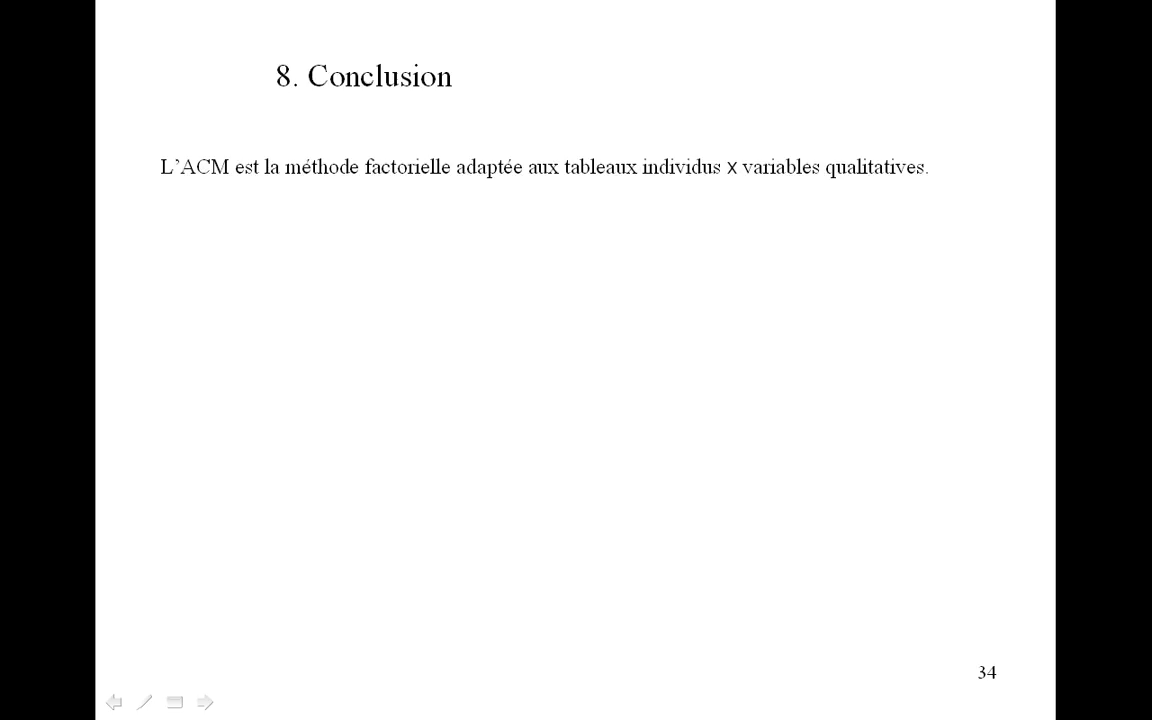 8. Conclusion
L’ACM est la méthode factorielle adaptée aux tableaux individus x variables qualitatives.
34